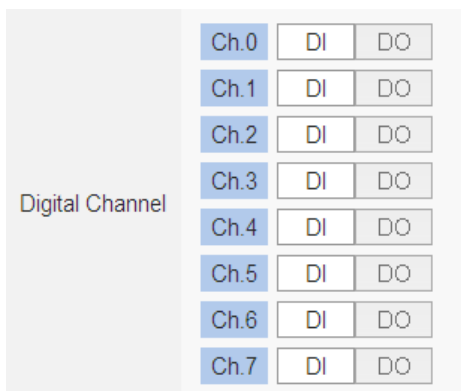 Ch.0 DI DO
Ch.1 DI DO
Ch.2 DI DO
Ch.3 DI DO
Digital Channel
Ch.4 DI DO
Ch.5 DI DO
Ch.6 DI DO
Ch.7 DI DO